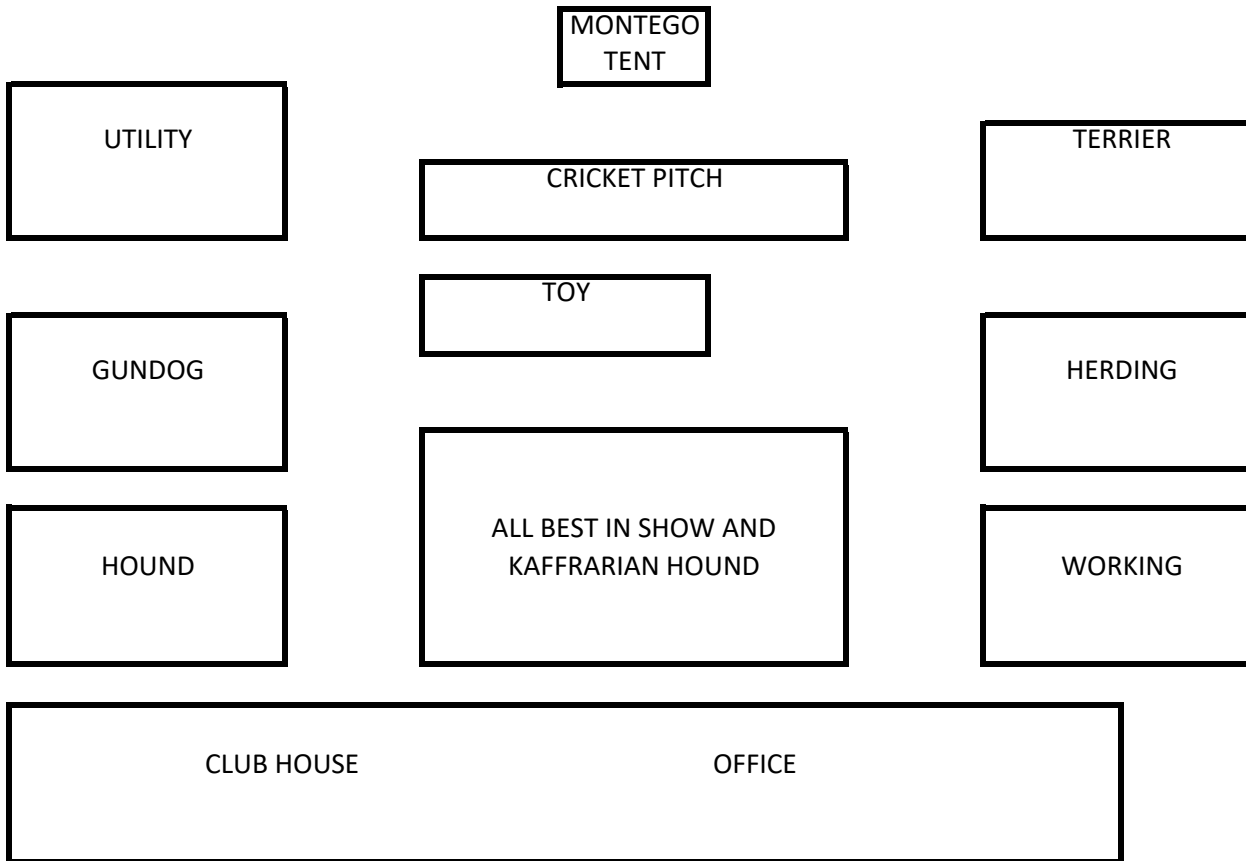 MONTEGO
TENT
UTILITY
TERRIER
CRICKET PITCH
TOY
GUNDOG
HERDING
ALL BEST IN SHOW AND
KAFFRARIAN HOUND
HOUND
WORKING
CLUB HOUSE
OFFICE